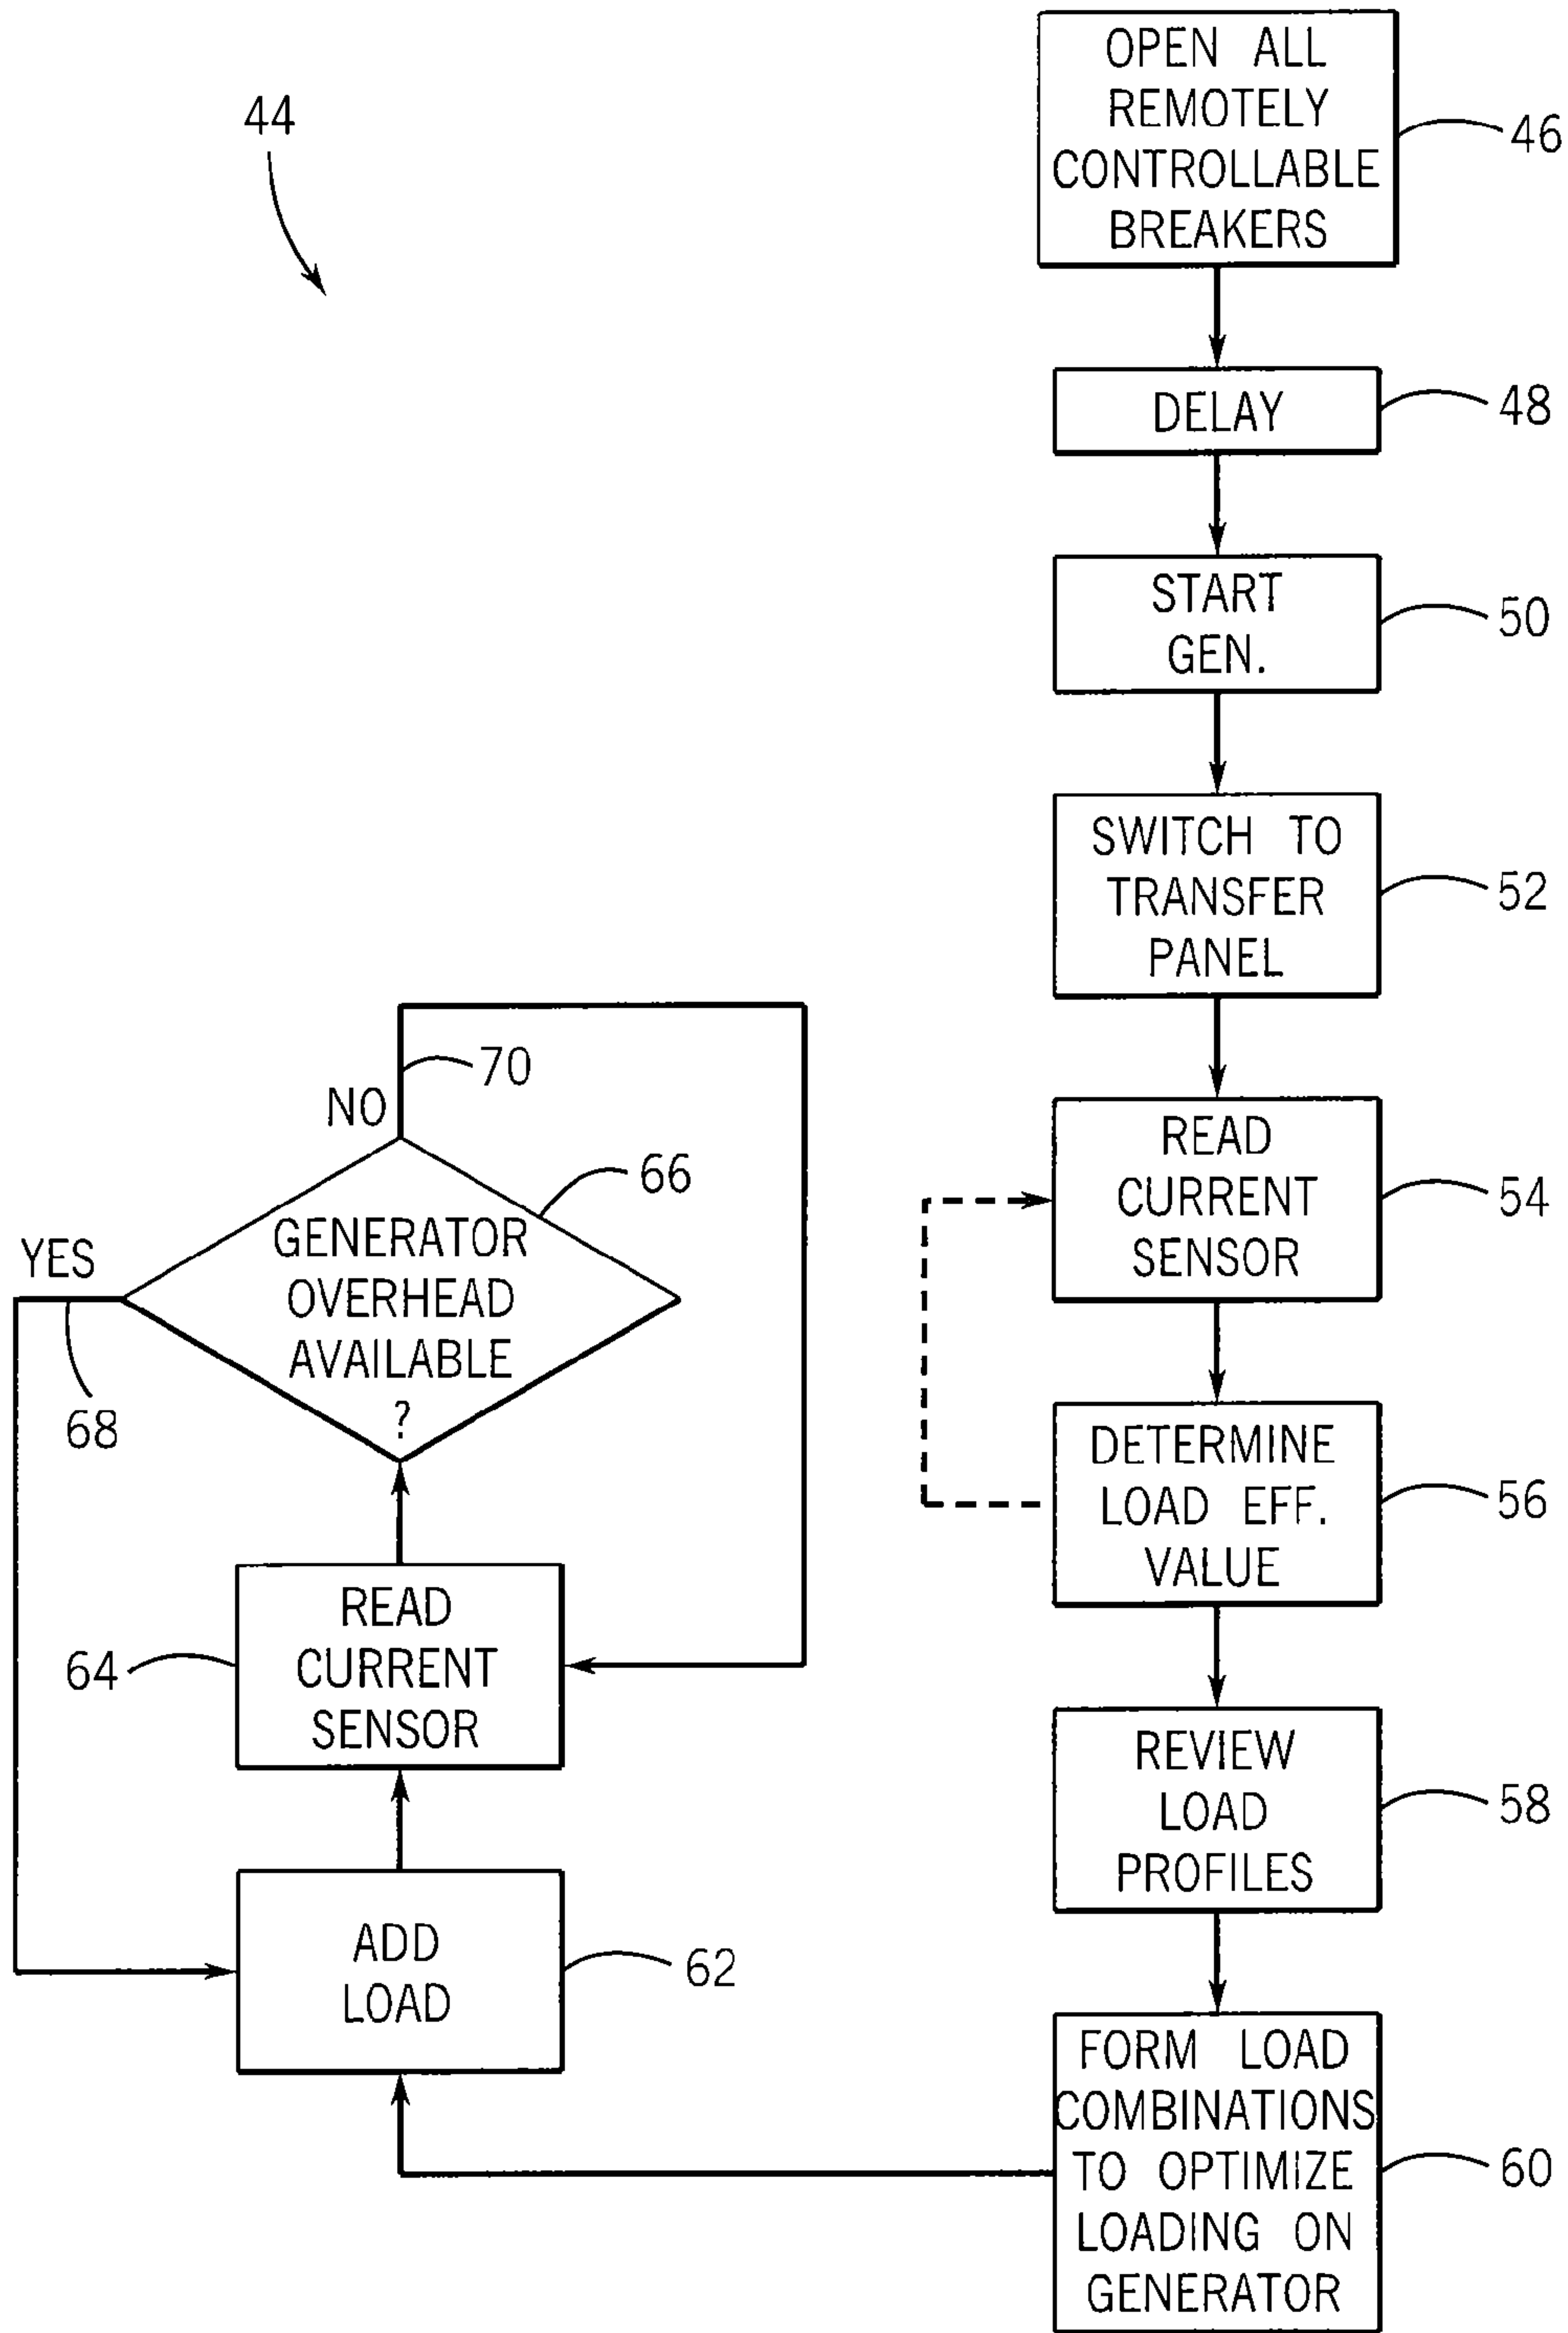 44
OPEN ALL
REMOTELY
CONTROLLABLE
BREAKERS
46
DELAY
48
START
GEN.
50
SWITCH TO
TRANSFER
PANEL
52
READ
CURRENT
SENSOR
54
DETERMINE
LOAD EFF.
VALUE
56
REVIEW
LOAD
PROFILES
58
FORM LOAD
COMBINATIONS
TO OPTIMIZE
LOADING ON
GENERATOR
60
ADD
LOAD
62
READ
CURRENT
SENSOR
64
GENERATOR
OVERHEAD
AVAILABLE
?
66
YES
68
NO
70